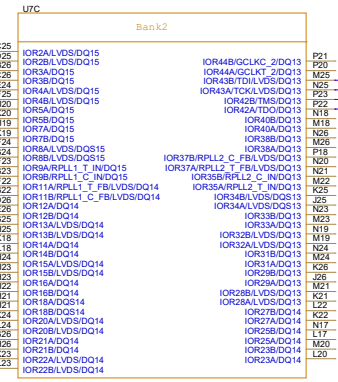 U7C
Bank2
IOR2A/LVDS/DQ15
IOR2B/LVDS/DQ15
IOR3A/DQ15
IOR3B/DQ15
IOR4A/LVDS/DQ15
IOR4B/LVDS/DQ15
IOR5A/DQ15
IOR5B/DQ15
IOR7A/DQ15
IOR7B/DQ15
IOR8A/LVDS/DQS15
IOR8B/LVDS/DQS15
IOR9A/RPLL1_T_IN/DQ15
IOR9B/RPLL1_C_IN/DQ15
IOR11A/RPLL1_T_FB/LVDS/DQ14
IOR11B/RPLL1_C_FB/LVDS/DQ14
IOR12A/DQ14
IOR12B/DQ14
IOR13A/LVDS/DQ14
IOR13B/LVDS/DQ14
IOR14A/DQ14
IOR14B/DQ14
IOR15A/LVDS/DQ14
IOR15B/LVDS/DQ14
IOR16A/DQ14
IOR16B/DQ14
IOR18A/DQS14
IOR18B/DQS14
IOR20A/LVDS/DQ14
IOR20B/LVDS/DQ14
IOR21A/DQ14
IOR21B/DQ14
IOR22A/LVDS/DQ14
IOR22B/LVDS/DQ14
IOR44B/GCLKC_2/DQ13 P21
IOR44A/GCLKT_2/DQ13 P20
IOR43B/TDI/LVDS/DQ13 M25
IOR43A/TCK/LVDS/DQ13 N25
IOR42B/TMS/DQ13 P23
IOR42A/TDO/DQ13 P22
IOR40B/DQ13 N18
IOR40A/DQ13 M18
IOR38B/DQ13 N26
IOR38A/DQ13 M26
IOR37B/RPLL2_C_FB/LVDS/DQ13 P18
IOR37A/RPLL2_T_FB/LVDS/DQ13 N20
IOR35B/RPLL2_C_IN/DQ13 N21
IOR35A/RPLL2_T_IN/DQ13 M22
IOR34B/LVDS/DQS13 K25
IOR34A/LVDS/DQS13 J25
IOR33B/DQ13 N23
IOR33A/DQ13 M23
IOR32B/LVDS/DQ13 N19
IOR32A/LVDS/DQ13 M19
IOR31B/DQ13 N24
IOR31A/DQ13 M24
IOR29B/DQ13 K26
IOR29A/DQ13 J26
IOR28B/LVDS/DQ13 M21
IOR28A/LVDS/DQ13 K21
IOR27B/DQ14 L22
IOR27A/DQ14 K22
IOR25B/DQ14 N17
IOR25A/DQ14 L17
IOR23B/DQ14 M20
IOR23A/DQ14 L20